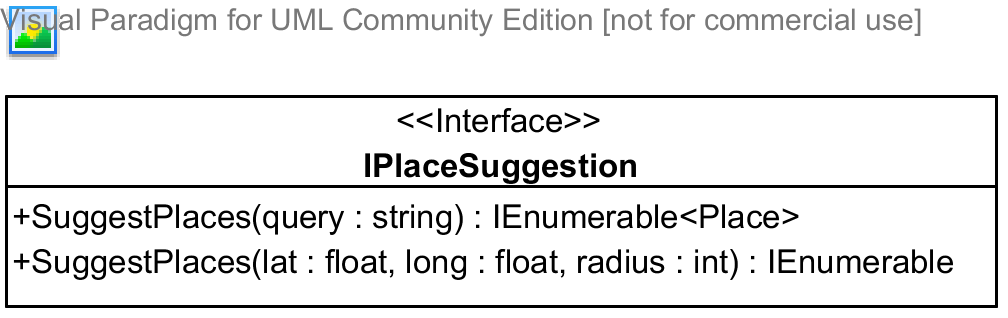 Visual Paradigm for UML Community Edition [not for commercial use]
<<Interface>>
IPlaceSuggestion
+SuggestPlaces(query : string) : IEnumerable<Place>
+SuggestPlaces(lat : float, long : float, radius : int) : IEnumerable